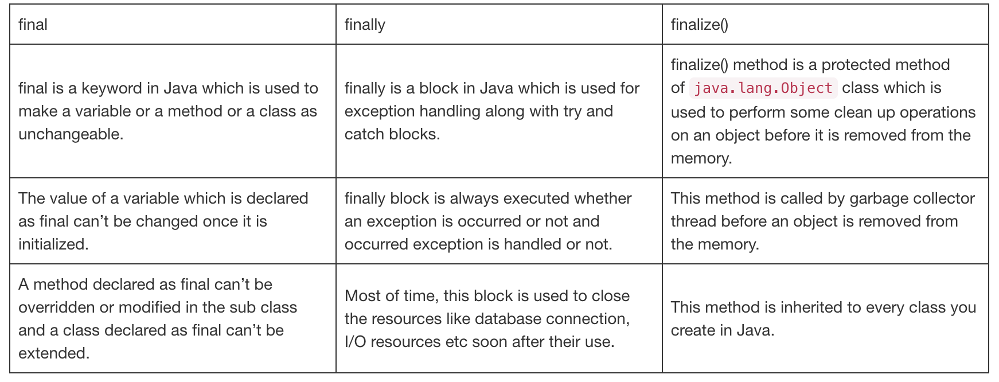 final
finally
finalize()
final is a keyword in Java which is used to
make a variable or a method or a class as
unchangeable.
finally is a block in Java which is used for
exception handling along with try and
catch blocks.
finalize() method is a protected method
of java.lang.Object class which is
used to perform some clean up operations
on an object before it is removed from the
memory.
The value of a variable which is declared
as final can’t be changed once it is
initialized.
finally block is always executed whether
an exception is occurred or not and
occurred exception is handled or not.
This method is called by garbage collector
thread before an object is removed from
the memory.
A method declared as final can’t be
overridden or modified in the sub class
and a class declared as final can’t be
extended.
Most of time, this block is used to close
the resources like database connection,
I/O resources etc soon after their use.
This method is inherited to every class you
create in Java.